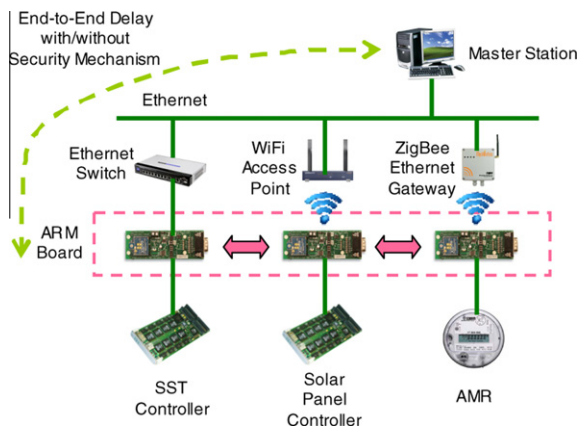 End-to-End Delay
with/without
Security Mechanism
Master Station
Ethernet
Ethernet
Switch
WiFi
Access
Point
ZigBee
Ethernet
Gateway
ARM
Board
SST
Controller
Solar
Panel
Controller
AMR